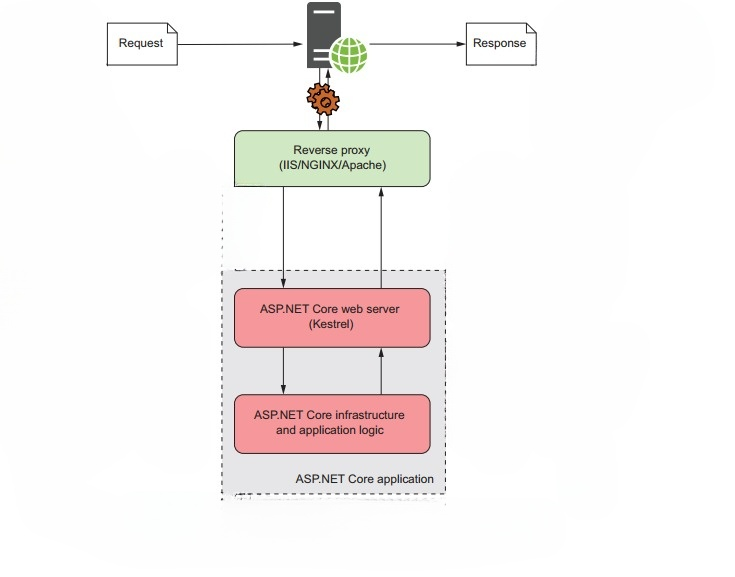 Request
Response
Reverse proxy
(IIS/NGINX/Apache)
ASP.NET Core web server
(Kestrel)
ASP.NET Core infrastructure
and application logic
ASP.NET Core application